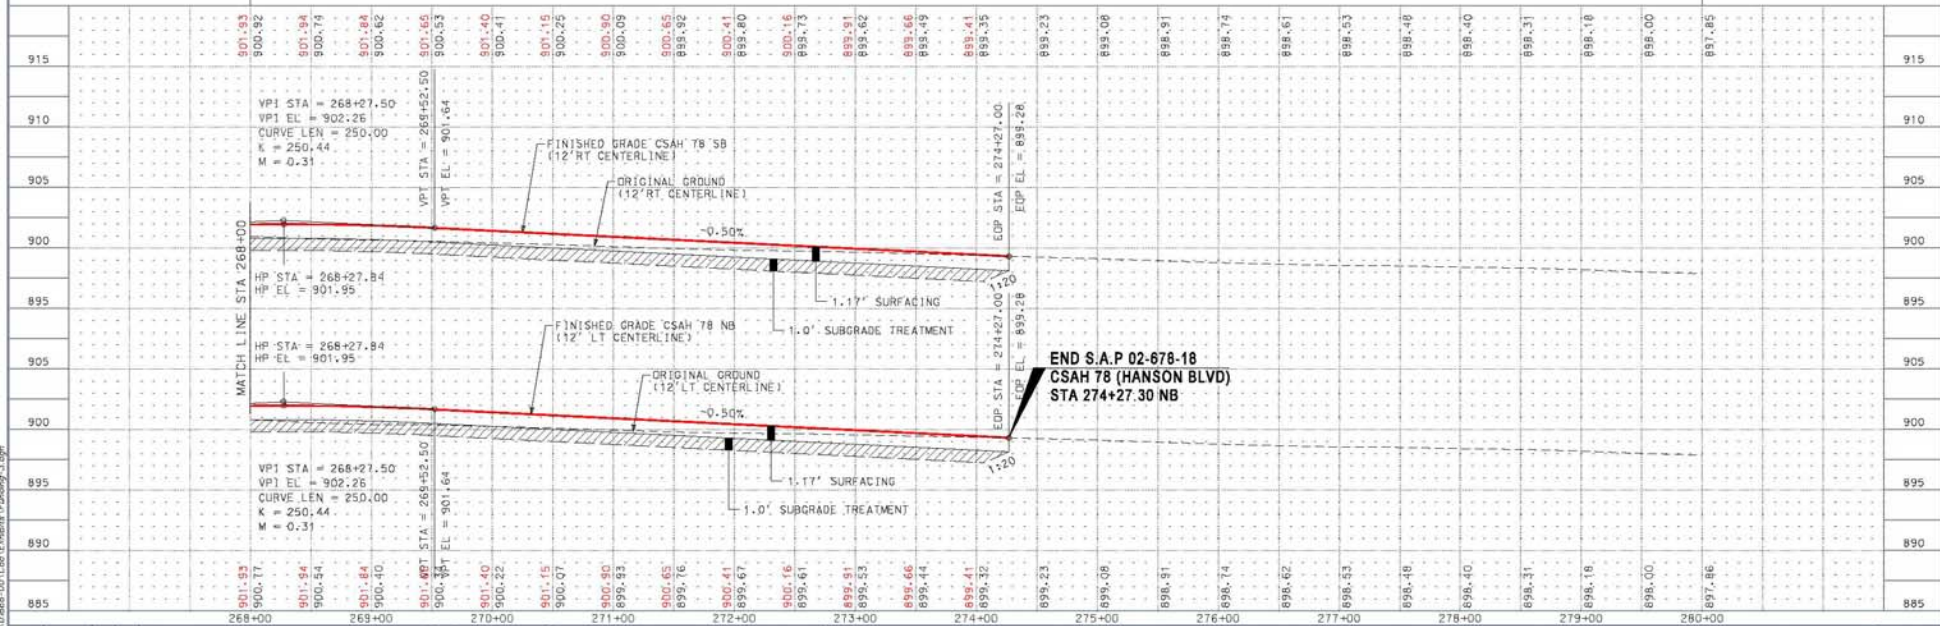 901.93 901.94 901.84 901.65 901.40 901.15 900.90 900.65 900.41 900.16 899.91 899.66 899.41
900.92 900.74 900.62 900.53 900.41 900.25 900.09 899.92 899.80 899.73 899.62 899.49 899.35 899.23 899.08 898.91 898.74 898.61 898.53 898.48 898.40 898.31 898.18 898.00 897.85
915 915
VPI STA = 268+27.50
VPI EL = 902.26
CURVE LEN = 250.00
K = 250.44
M = 0.31
VPT STA = 269+52.50
VPT EL = 901.64
910 910
FINISHED GRADE CSAH 78 SB
(12'RT CENTERLINE)
ORIGINAL GROUND
(12'RT CENTERLINE)
EOP STA = 274+27.00
EOP EL = 899.28
905 905
-0.50%
900 900
MATCH LINE STA 268+00
HP STA = 268+27.84
HP EL = 901.95
1:20
1.17' SURFACING
895 895
1.0' SUBGRADE TREATMENT
FINISHED GRADE CSAH 78 NB
(12' LT CENTERLINE)
HP STA = 268+27.84
HP EL = 901.95
EOP STA = 274+27.00
EOP EL = 899.28
END S.A.P 02-678-18
CSAH 78 (HANSON BLVD)
STA 274+27.30 NB
905 905
ORIGINAL GROUND
(12'LT CENTERLINE)
-0.50%
900 900
1:20
VPI STA = 268+27.50
VPI EL = 902.26
CURVE LEN = 250.00
K = 250.44
M = 0.31
VPT STA = 269+52.50
VPT EL = 901.64
1.17' SURFACING
895 895
1.0' SUBGRADE TREATMENT
890 890
901.93 901.94 901.84 901.40 901.15 900.90 900.65 900.41 900.16 899.91 899.66 899.41
900.77 900.54 900.40 900.22 900.07 899.93 899.76 899.67 899.61 899.53 899.44 899.32 899.23 899.08 898.91 898.74 898.62 898.53 898.48 898.40 898.31 898.18 898.00 897.86
885 885
268+00 269+00 270+00 271+00 272+00 273+00 274+00 275+00 276+00 277+00 278+00 279+00 280+00